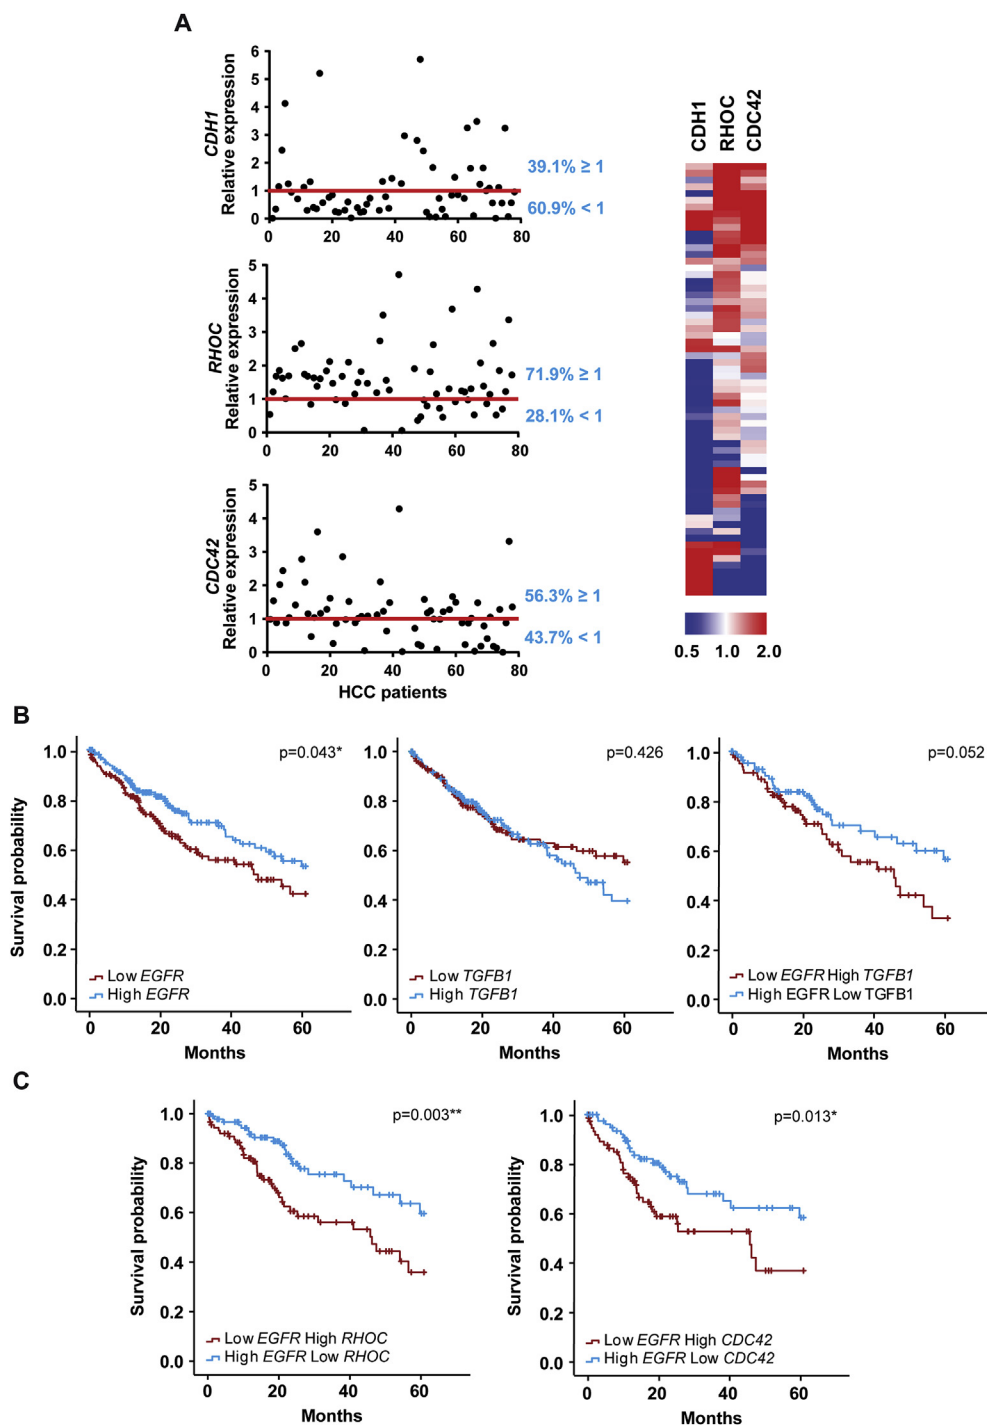 A
CDH1
Relative expression
6
5
4
3
2
1
0
0 20 40 60 80
39.1% ≥ 1
60.9% < 1
RHOC
Relative expression
5
4
3
2
1
0
0 20 40 60 80
71.9% ≥ 1
28.1% < 1
CDC42
Relative expression
5
4
3
2
1
0
0 20 40 60 80
HCC patients
56.3% ≥ 1
43.7% < 1
CDH1
RHOC
CDC42
0.5 1.0 2.0
B
Survival probability
1.0
0.8
0.6
0.4
0.2
0.0
p=0.043*
Low EGFR
High EGFR
0 20 40 60
Months
1.0
0.8
0.6
0.4
0.2
0.0
p=0.426
Low TGFB1
High TGFB1
0 20 40 60
Months
1.0
0.8
0.6
0.4
0.2
0.0
p=0.052
Low EGFR High TGFB1
High EGFR Low TGFB1
0 20 40 60
Months
C
Survival probability
1.0
0.8
0.6
0.4
0.2
0.0
p=0.003**
Low EGFR High RHOC
High EGFR Low RHOC
0 20 40 60
Months
Survival probability
1.0
0.8
0.6
0.4
0.2
0.0
p=0.013*
Low EGFR High CDC42
High EGFR Low CDC42
0 20 40 60
Months